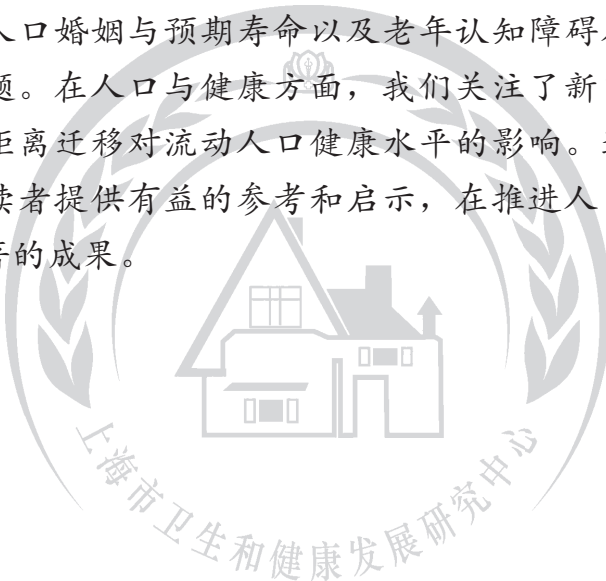 人口婚姻与预期寿命以及老年认知障碍
题。在人口与健康方面，我们关注了新
距离迁移对流动人口健康水平的影响。
读者提供有益的参考和启示，在推进人
的成果。
上海市卫生和健康发展研究中心